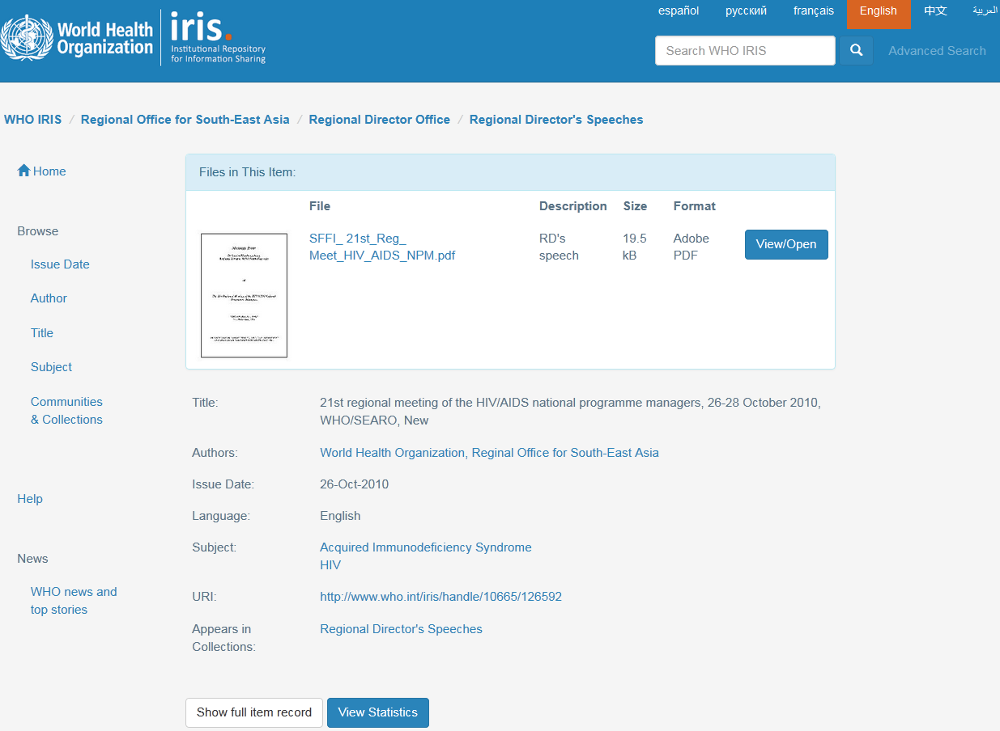 español русский français English 中文 العربية
World Health
Organization
iris.
Institutional Repository
for Information Sharing
Search WHO IRIS
Advanced Search
WHO IRIS / Regional Office for South-East Asia / Regional Director Office / Regional Director's Speeches
Home
Browse
Issue Date
Author
Title
Subject
Communities
& Collections
Help
News
WHO news and
top stories
Files in This Item:
File Description Size Format
SFFI_ 21st_Reg_
Meet_HIV_AIDS_NPM.pdf
RD's
speech
19.5
kB
Adobe
PDF
View/Open
Title: 21st regional meeting of the HIV/AIDS national programme managers, 26-28 October 2010,
WHO/SEARO, New
Authors: World Health Organization, Reginal Office for South-East Asia
Issue Date: 26-Oct-2010
Language: English
Subject: Acquired Immunodeficiency Syndrome
HIV
URI: http://www.who.int/iris/handle/10665/126592
Appears in
Collections:
Regional Director's Speeches
Show full item record View Statistics